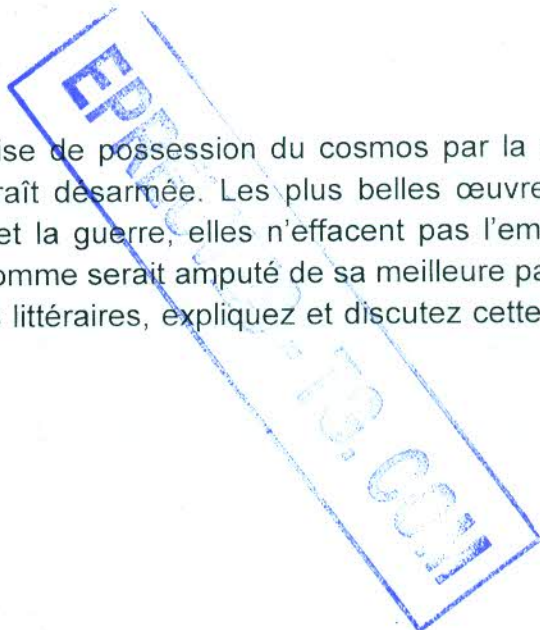 ise de possession du cosmos par la
raît désarmée. Les plus belles œuvre
et la guerre, elles n'effacent pas l'em
omme serait amputé de sa meilleure pa
littéraires, expliquez et discutez cette